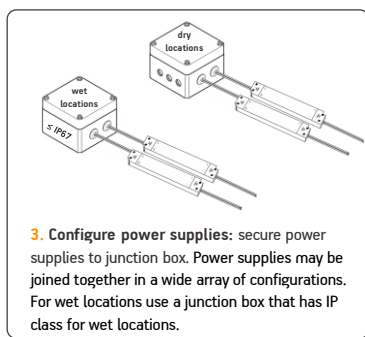 dry
locations
wet
locations
≤ IP67
3. Configure power supplies: secure power
supplies to junction box. Power supplies may be
joined together in a wide array of configurations.
For wet locations use a junction box that has IP
class for wet locations.